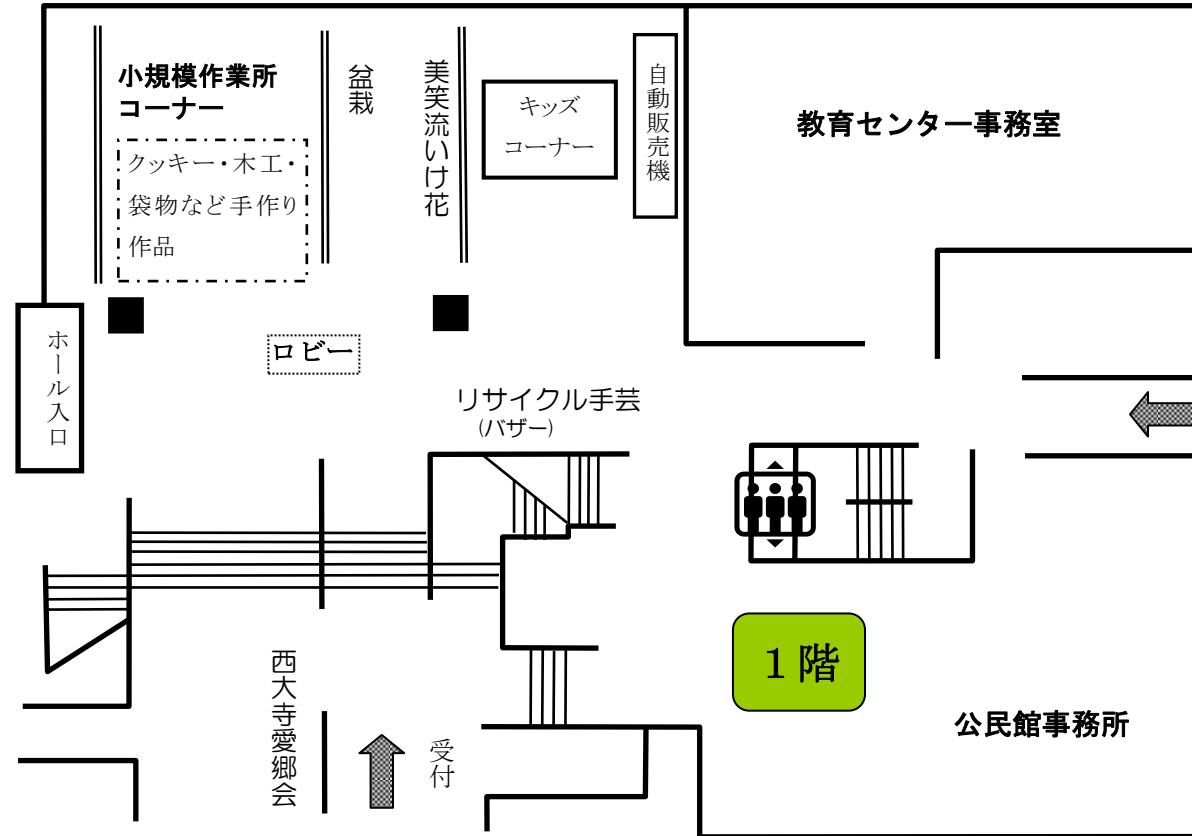 小規模作業所
コーナー
クッキー・木工・
袋物など手作り
作品
盆栽
美笑流いけ花
キッズ
コーナー
自動販売機
教育センター事務室
ホール入口
ロビー
リサイクル手芸
(バザー)
1階
西大寺愛郷会
受付
公民館事務所